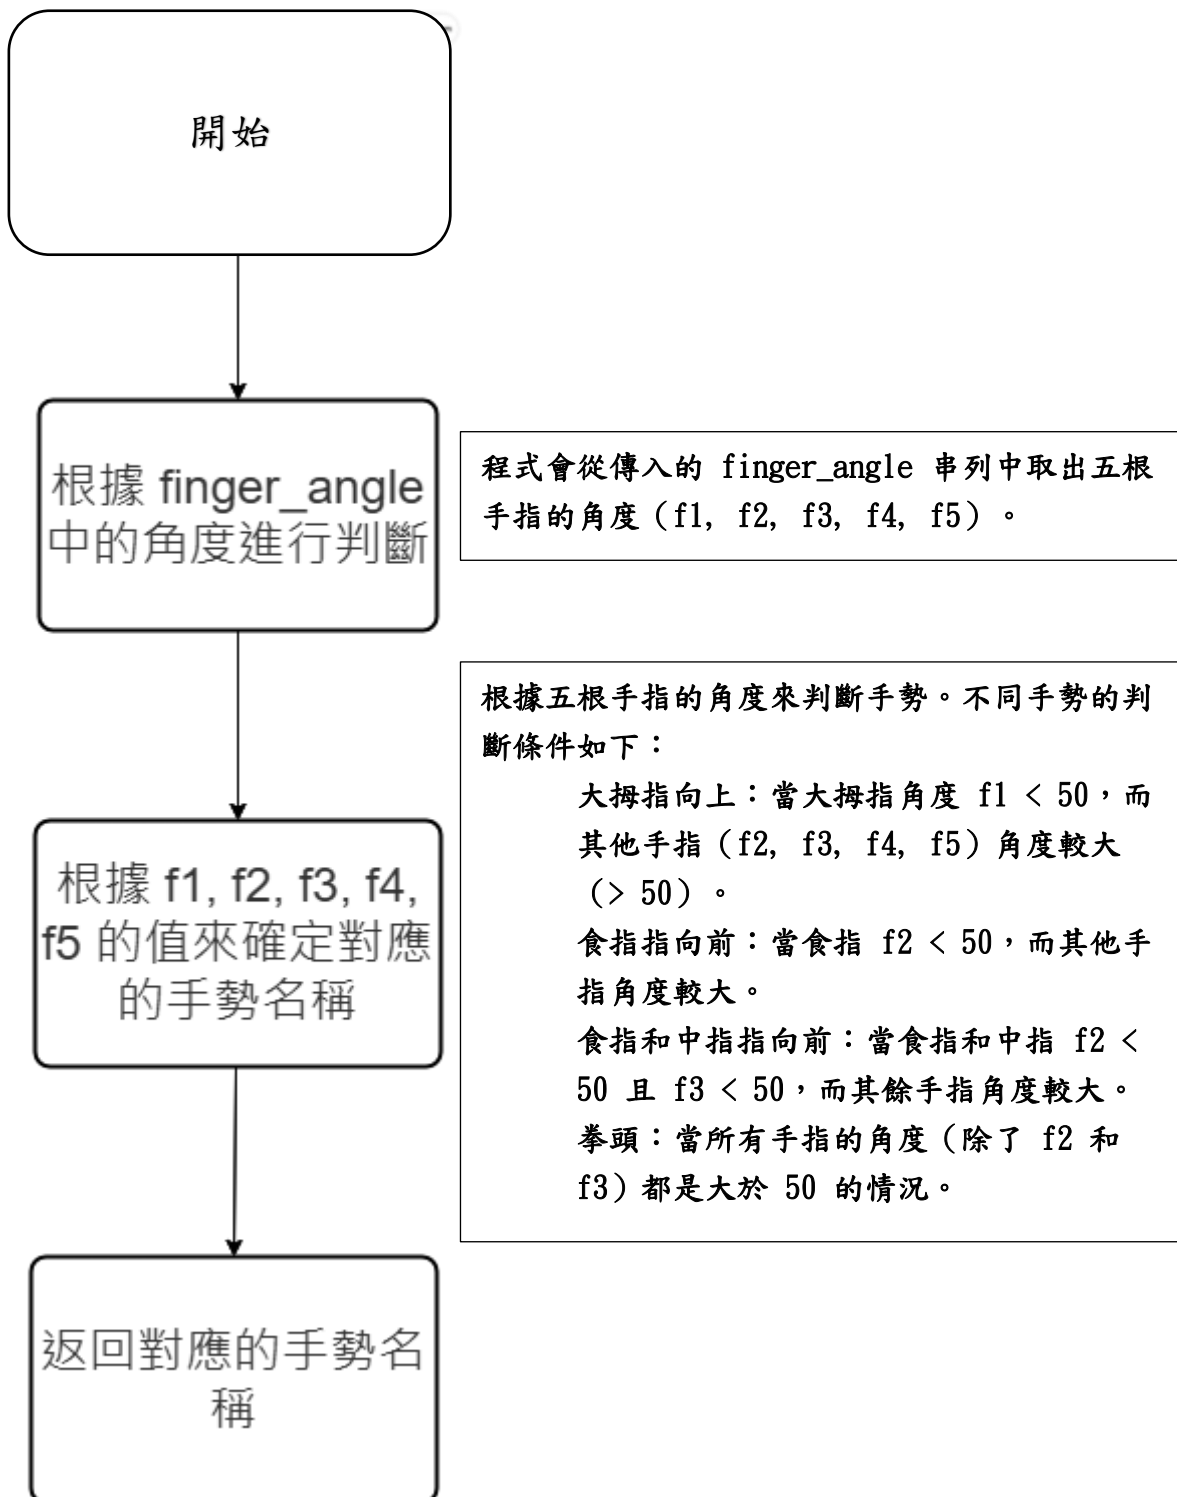 開始
根據 finger_angle
中的角度進行判斷
程式會從傳入的 finger_angle 串列中取出五根
手指的角度（f1, f2, f3, f4, f5）。
根據 f1, f2, f3, f4,
f5 的值來確定對應
的手勢名稱
根據五根手指的角度來判斷手勢。不同手勢的判
斷條件如下：
大拇指向上：當大拇指角度 f1 < 50，而
其他手指（f2, f3, f4, f5）角度較大
（> 50）。
食指指向前：當食指 f2 < 50，而其他手
指角度較大。
食指和中指指向前：當食指和中指 f2 <
50 且 f3 < 50，而其餘手指角度較大。
拳頭：當所有手指的角度（除了 f2 和
f3）都是大於 50 的情況。
返回對應的手勢名
稱